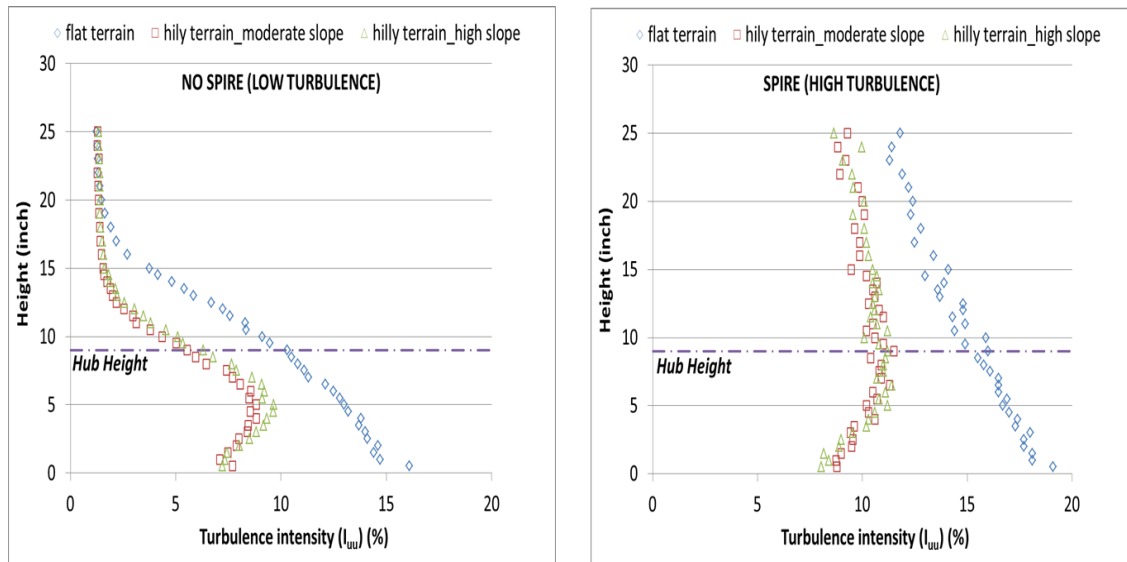 flat terrain hily terrain_moderate slope hilly terrain_high slope
NO SPIRE (LOW TURBULENCE)
30
25
20
15
10
5
0
Height (inch)
Hub Height
0 5 10 15 20
Turbulence intensity (Iuu) (%)
flat terrain hily terrain_moderate slope hilly terrain_high slope
SPIRE (HIGH TURBULENCE)
30
25
20
15
10
5
0
Height (inch)
Hub Height
0 5 10 15 20
Turbulence intensity (Iuu) (%)